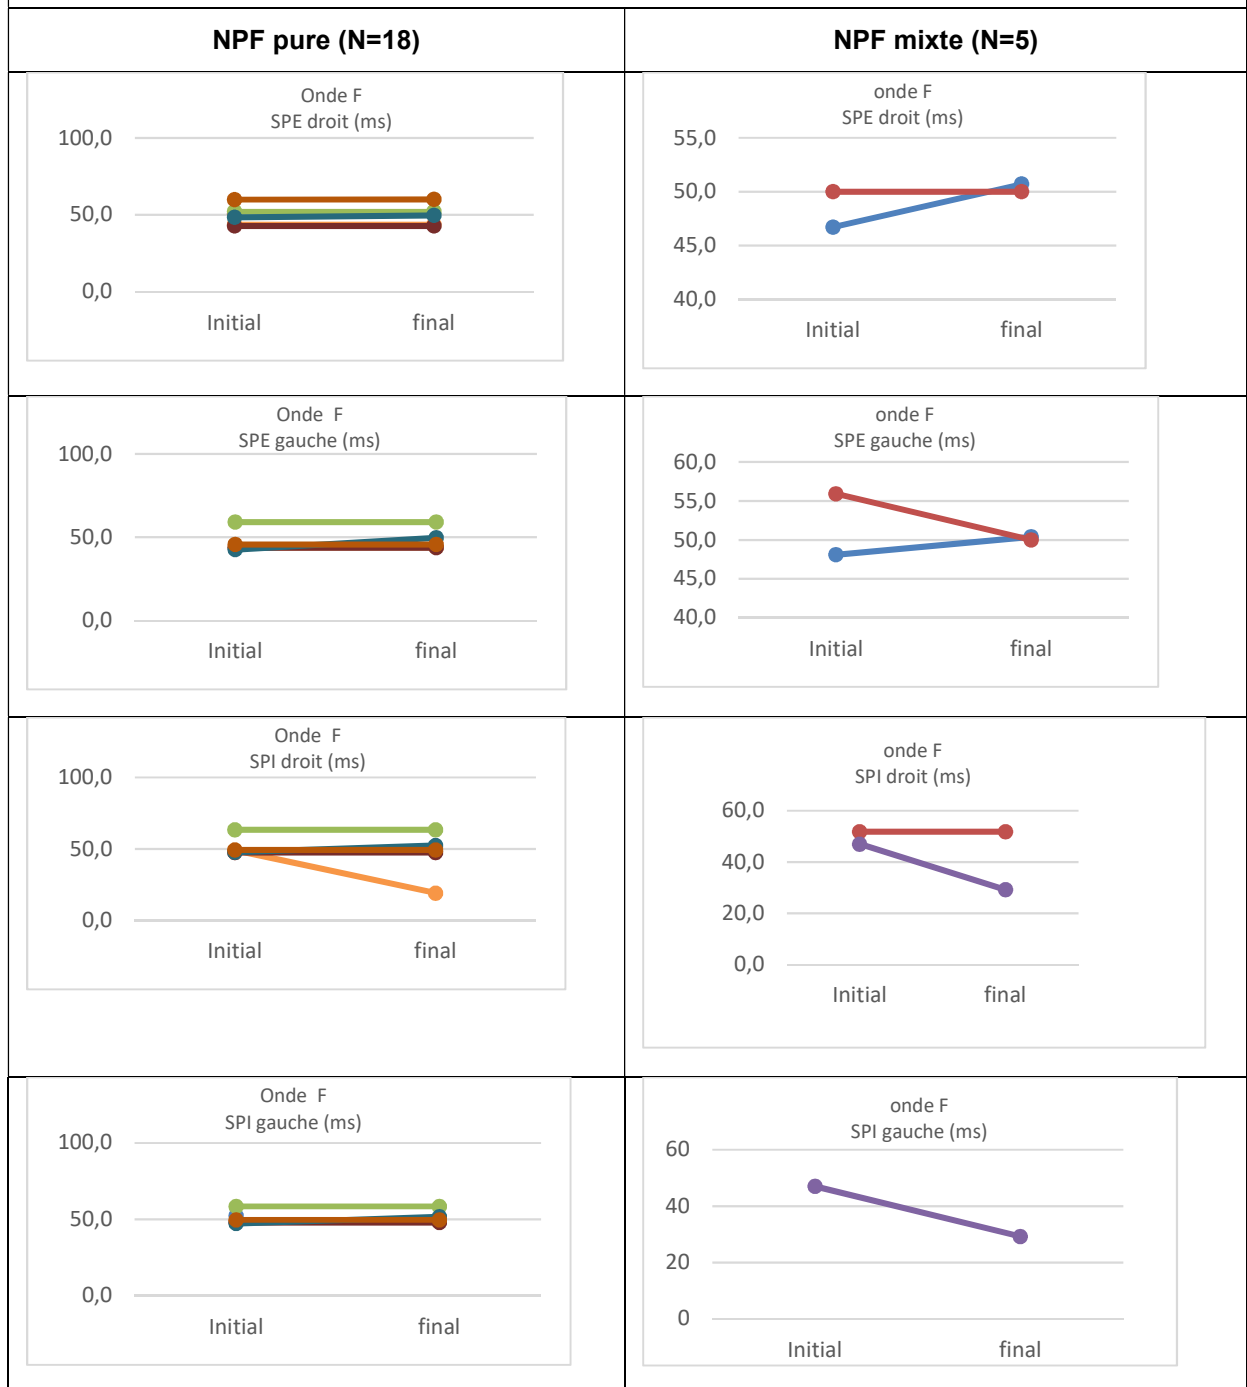 NPF pure (N=18)
NPF mixte (N=5)
Onde F
SPE droit (ms)
100,0
50,0
0,0
Initial final
onde F
SPE droit (ms)
55,0
50,0
45,0
40,0
Initial final
Onde F
SPE gauche (ms)
100,0
50,0
0,0
Initial final
onde F
SPE gauche (ms)
60,0
55,0
50,0
45,0
40,0
Initial final
Onde F
SPI droit (ms)
100,0
50,0
0,0
Initial final
onde F
SPI droit (ms)
60,0
40,0
20,0
0,0
Initial final
Onde F
SPI gauche (ms)
100,0
50,0
0,0
Initial final
onde F
SPI gauche (ms)
60
40
20
0
Initial final